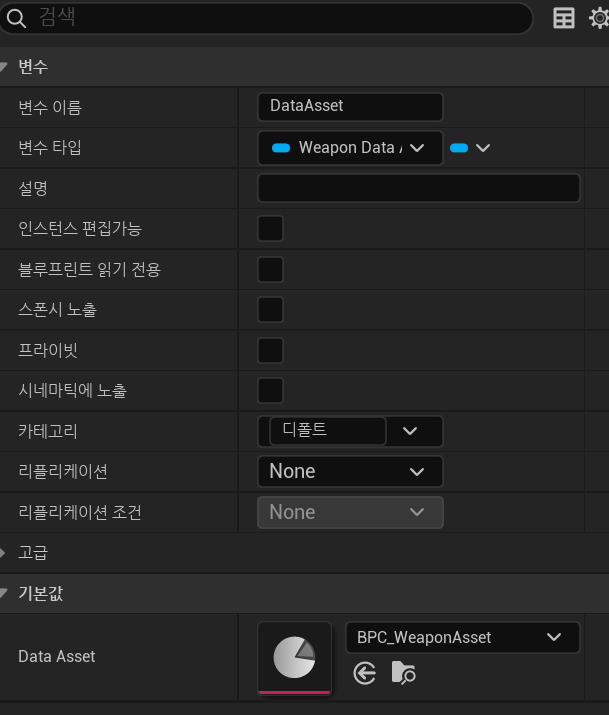 검색
변수
변수 이름
DataAsset
변수 타입
Weapon Data
설명
인스턴스 편집가능
블루프린트 읽기 전용
스폰시 노출
프라이빗
시네마틱에 노출
카테고리
디폴트
리플리케이션
None
리플리케이션 조건
None
고급
기본값
Data Asset
BPC_WeaponAsset